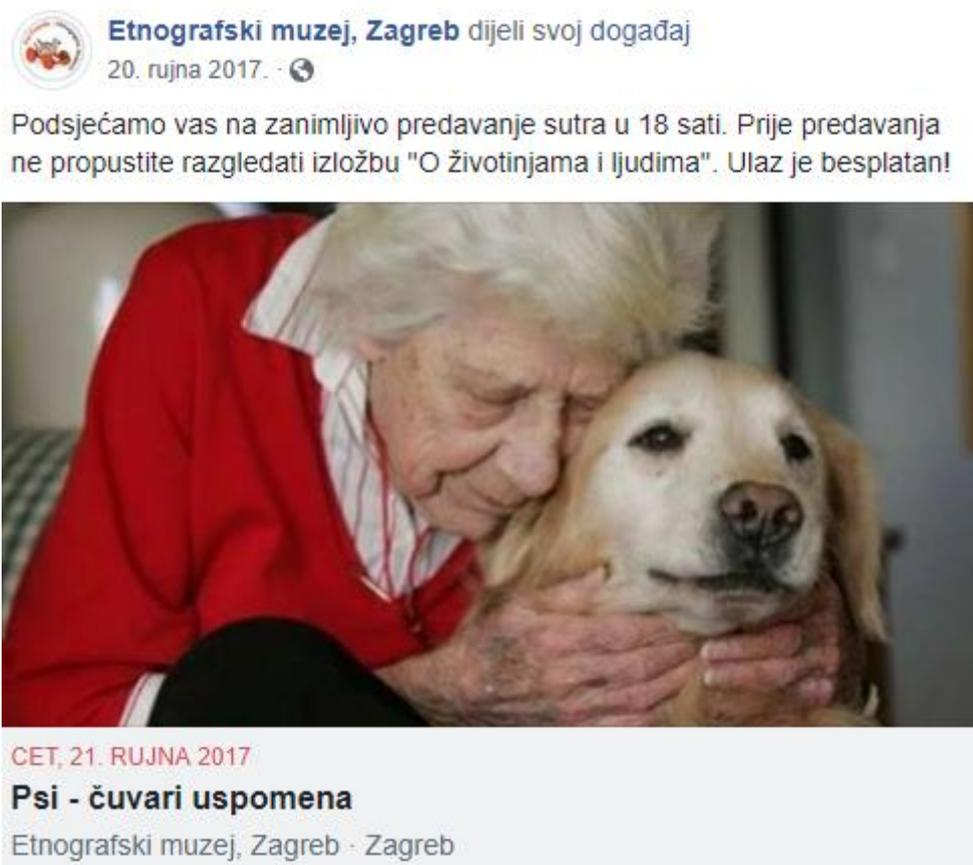 Etnografski muzej, Zagreb dijeli svoj događaj
20. rujna 2017. ·
Podsjećamo vas na zanimljivo predavanje sutra u 18 sati. Prije predavanja
ne propustite razgledati izložbu "O životinjama i ljudima". Ulaz je besplatan!
CET, 21. RUJNA 2017
Psi - čuvari uspomena
Etnografski muzej, Zagreb · Zagreb